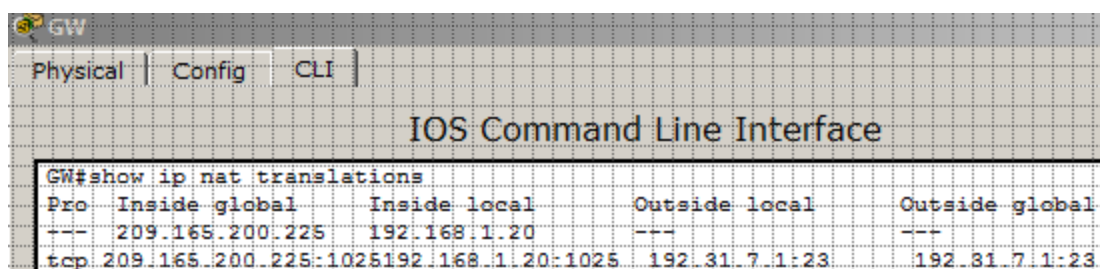 GW
Physical Config CLI
IOS Command Line Interface
GW#show ip nat translations
Pro Inside global Inside local Outside local Outside global
--- 209.165.200.225 192.168.1.20 --- ---
tcp 209.165.200.225:1025192.168.1.20:1025 192.31.7.1:23 192.31.7.1:23